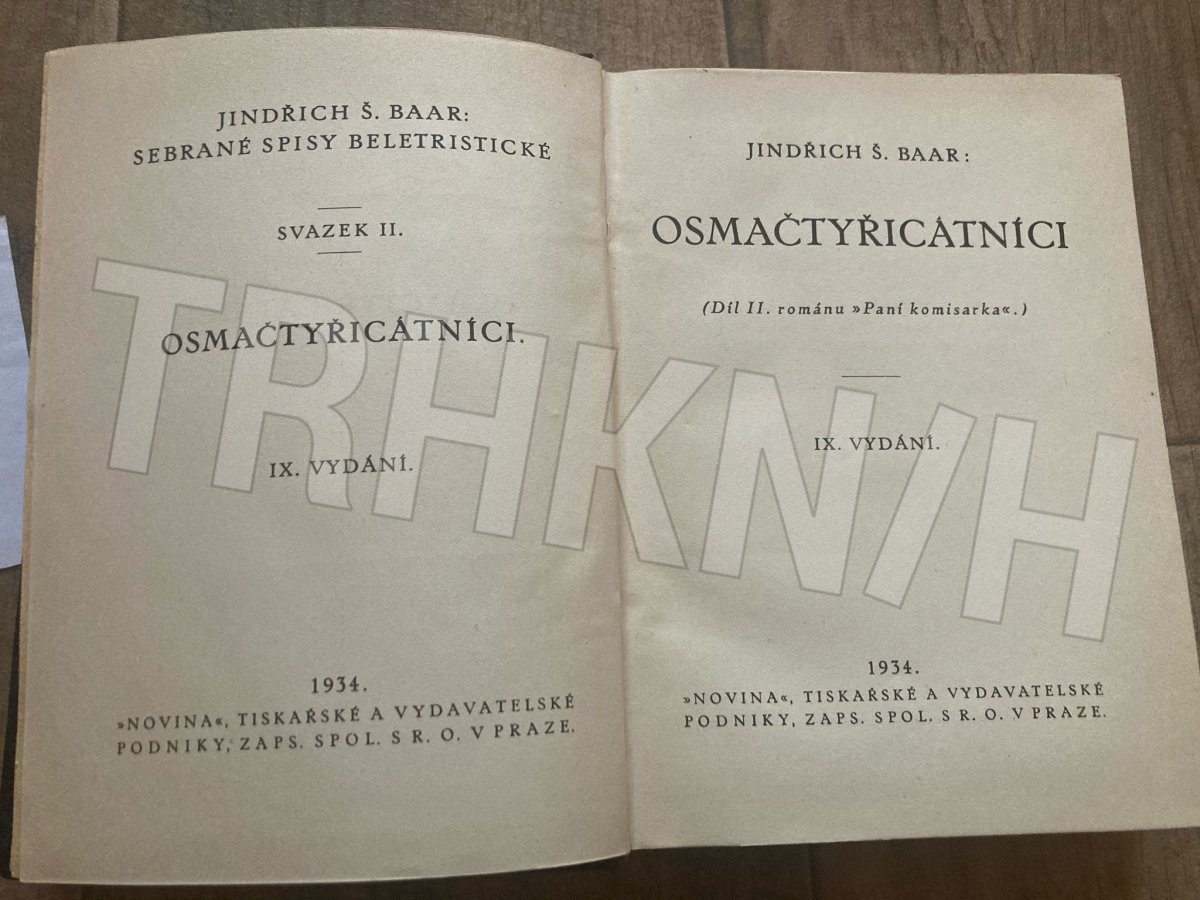 JINDŘICH Š. BAAR:
SEBRANÉ SPISY BELETRISTICKÉ
SVAZEK II.
OSMAČTYŘICÁTNÍCI.
IX. VYDÁNÍ.
1934.
»NOVINA«, TISKAŘSKÉ A VYDAVATELSKÉ
PODNIKY, ZAPS. SPOL. S R. O. V PRAZE.
JINDŘICH Š. BAAR:
OSMAČTYŘICÁTNÍCI
(Díl II. románu »Paní komisarka«.)
IX. VYDÁNÍ.
1934.
»NOVINA«, TISKAŘSKÉ A VYDAVATELSKÉ
PODNIKY, ZAPS. SPOL. S R. O. V PRAZE.
TRHKNIH